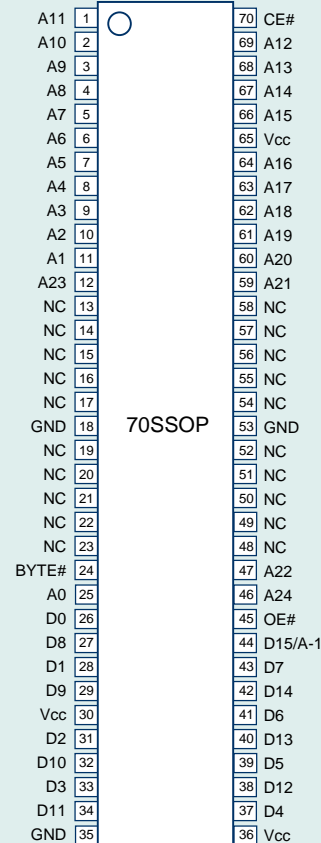 A11 1 70 CE#
A10 2 69 A12
A9 3 68 A13
A8 4 67 A14
A7 5 66 A15
A6 6 65 Vcc
A5 7 64 A16
A4 8 63 A17
A3 9 62 A18
A2 10 61 A19
A1 11 60 A20
A23 12 59 A21
NC 13 58 NC
NC 14 57 NC
NC 15 56 NC
NC 16 55 NC
NC 17 54 NC
GND 18 70SSOP 53 GND
NC 19 52 NC
NC 20 51 NC
NC 21 50 NC
NC 22 49 NC
NC 23 48 NC
BYTE# 24 47 A22
A0 25 46 A24
D0 26 45 OE#
D8 27 44 D15/A-1
D1 28 43 D7
D9 29 42 D14
Vcc 30 41 D6
D2 31 40 D13
D10 32 39 D5
D3 33 38 D12
D11 34 37 D4
GND 35 36 Vcc